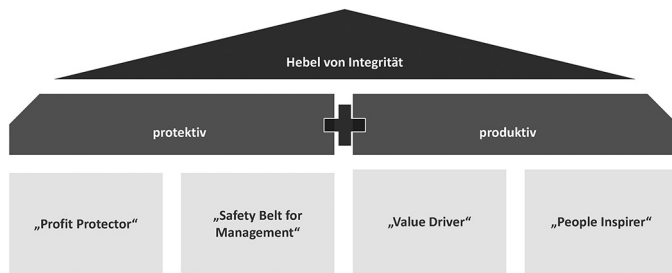 Hebel von Integrität
protektiv
produktiv
„Profit Protector“
„Safety Belt for
Management“
„Value Driver“
„People Inspirer“